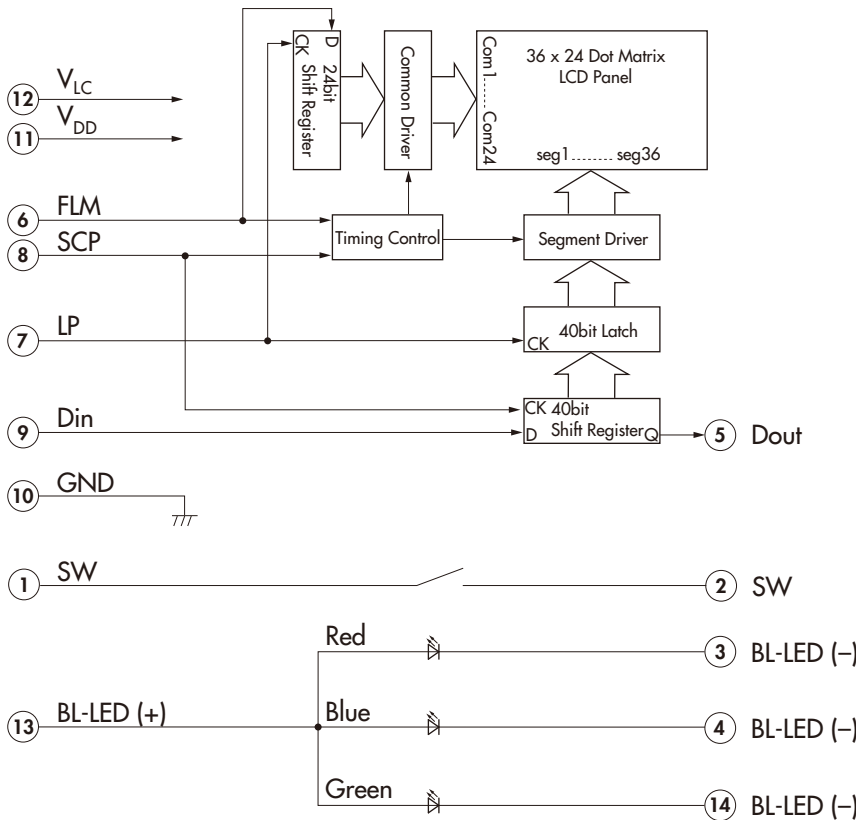 D
CK
24bit
Shift Register
Common Driver
Com1...... Com24
36 x 24 Dot Matrix
LCD Panel
seg1........ seg36
12 VLC
11 VDD
6 FLM
Timing Control
Segment Driver
8 SCP
7 LP
CK
40bit Latch
CK 40bit
9 Din
D Shift Register Q
5 Dout
10 GND
1 SW
2 SW
Red
3 BL-LED (–)
13 BL-LED (+)
Blue
4 BL-LED (–)
Green
14 BL-LED (–)